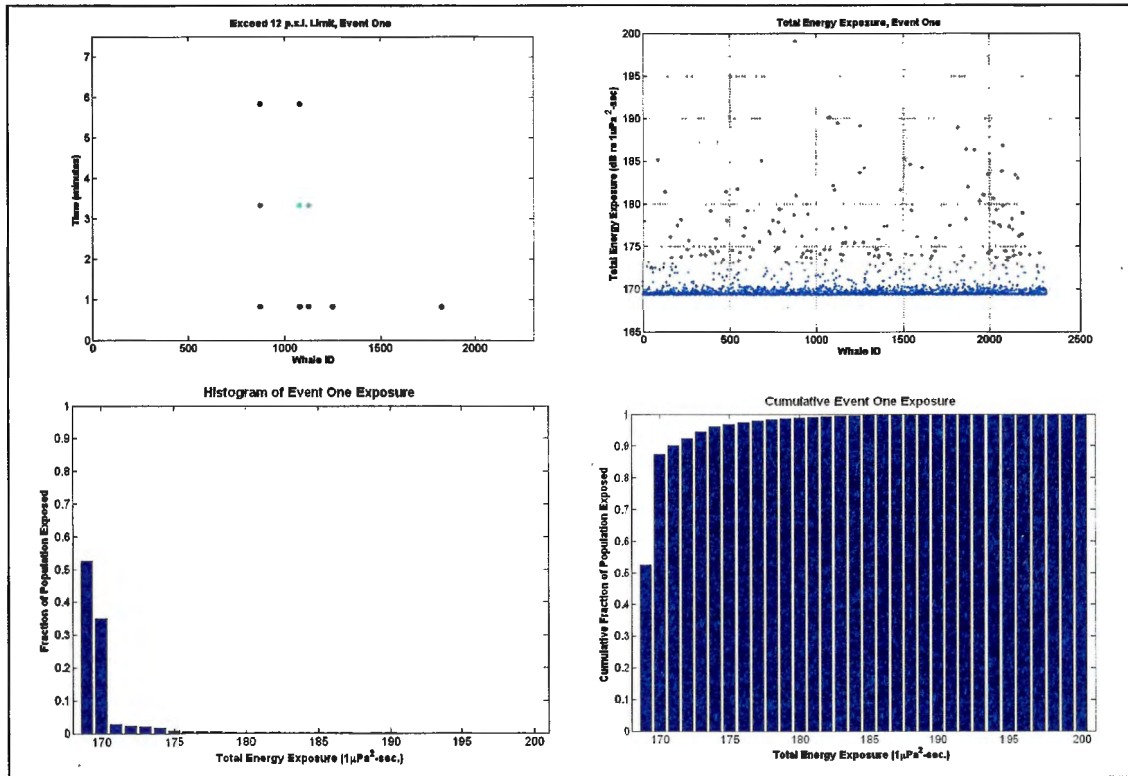 Exceed 12 p.s.i. Limit, Event One
7
6
5
4
3
2
1
0
Time (minutes)
0 500 1000 1500 2000
Whale ID
Total Energy Exposure, Event One
200
195
190
185
180
175
170
165
Total Energy Exposure (dB re 1uPa ²-sec)
0 500 1000 1500 2000 2500
Whale ID
Histogram of Event One Exposure
1
0.9
0.8
0.7
0.6
0.5
0.4
0.3
0.2
0.1
0
Fraction of Population Exposed
170 175 180 185 190 195 200
Total Energy Exposure (1µPa²-sec.)
Cumulative Event One Exposure
1
0.9
0.8
0.7
0.6
0.5
0.4
0.3
0.2
0.1
0
Cumulative Fraction of Population Exposed
170 175 180 185 190 195 200
Total Energy Exposure (1µPa²-sec.)